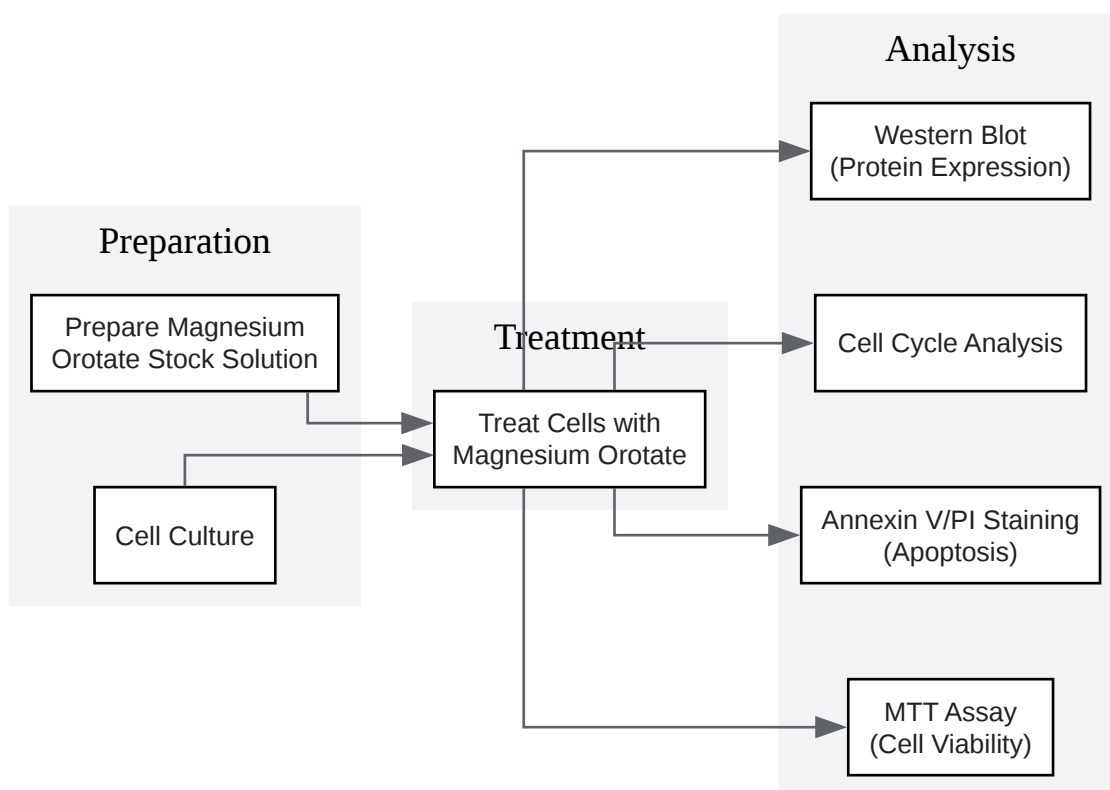 Preparation
Prepare Magnesium
Orotate Stock Solution
Cell Culture
Treatment
Treat Cells with
Magnesium Orotate
Analysis
Western Blot
(Protein Expression)
Cell Cycle Analysis
Annexin V/PI Staining
(Apoptosis)
MTT Assay
(Cell Viability)